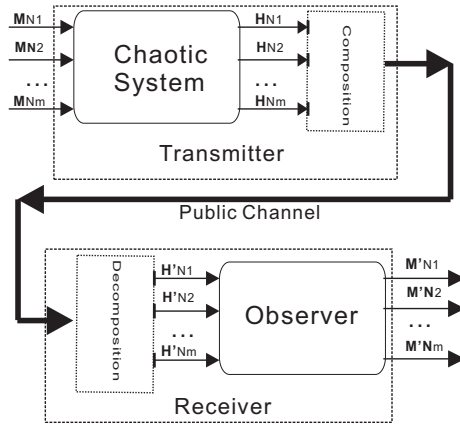 MN1
MN2
...
MNm
Chaotic
System
HN1
HN2
...
HNm
Composition
Transmitter
Public Channel
Decomposition
H'N1
H'N2
...
H'Nm
Observer
M'N1
M'N2
...
M'Nm
Receiver